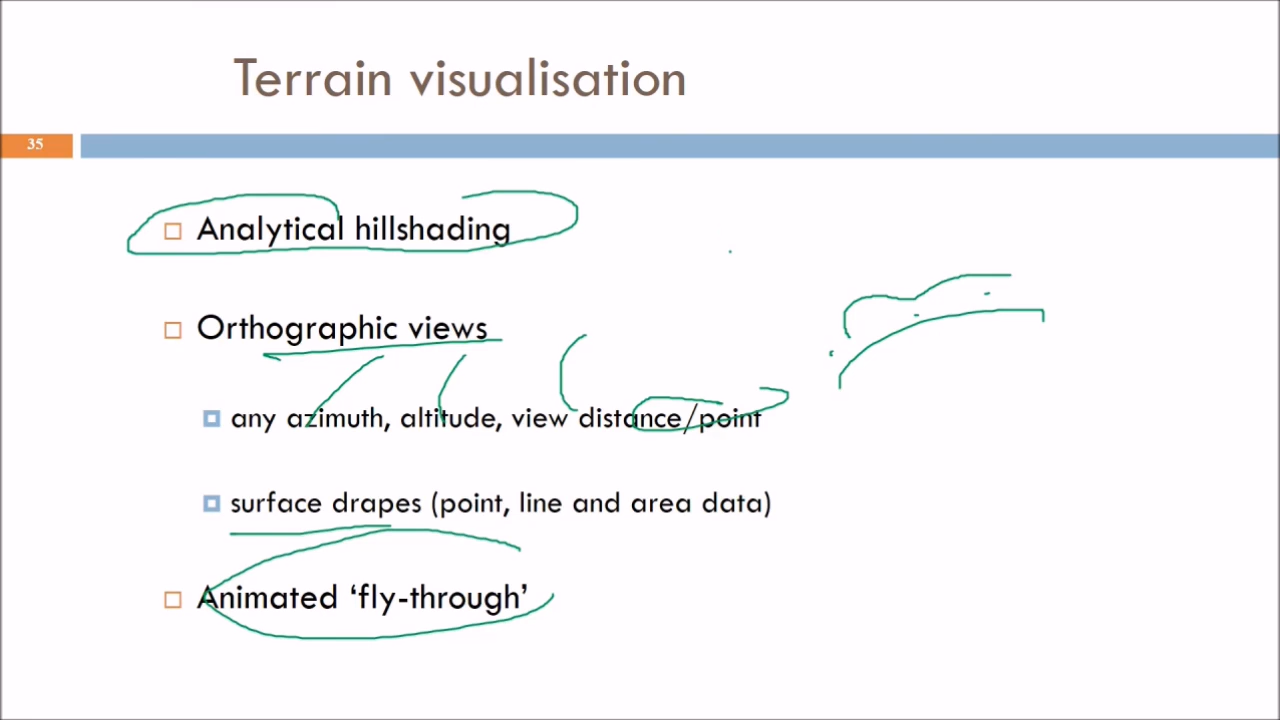 Terrain visualisation
35
Analytical hillshading
Orthographic views
any azimuth, altitude, view distance/point
surface drapes (point, line and area data)
Animated ‘fly-through’